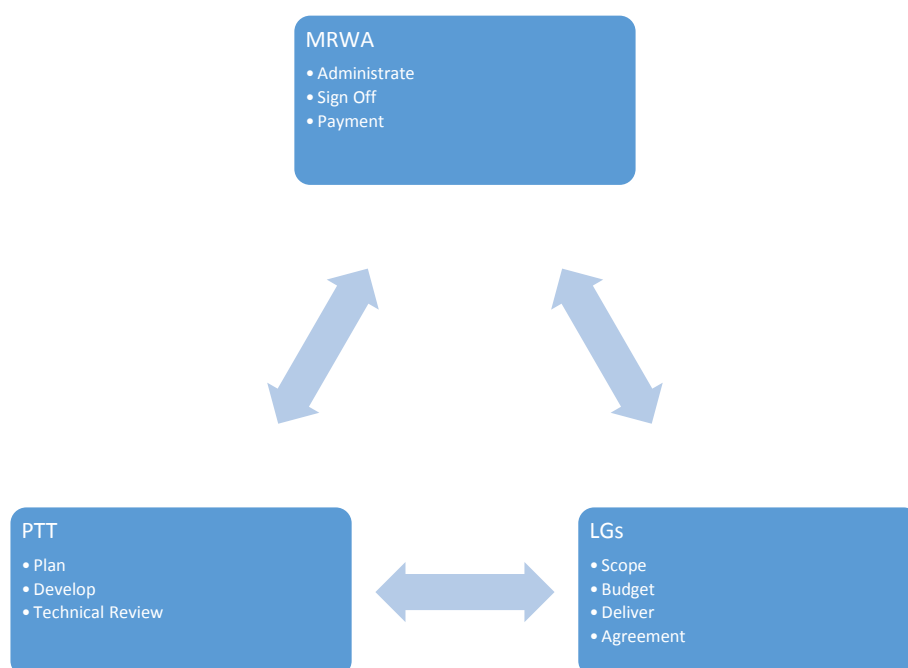 MRWA
• Administrate
• Sign Off
• Payment
PTT
• Plan
• Develop
• Technical Review
LGs
• Scope
• Budget
• Deliver
• Agreement